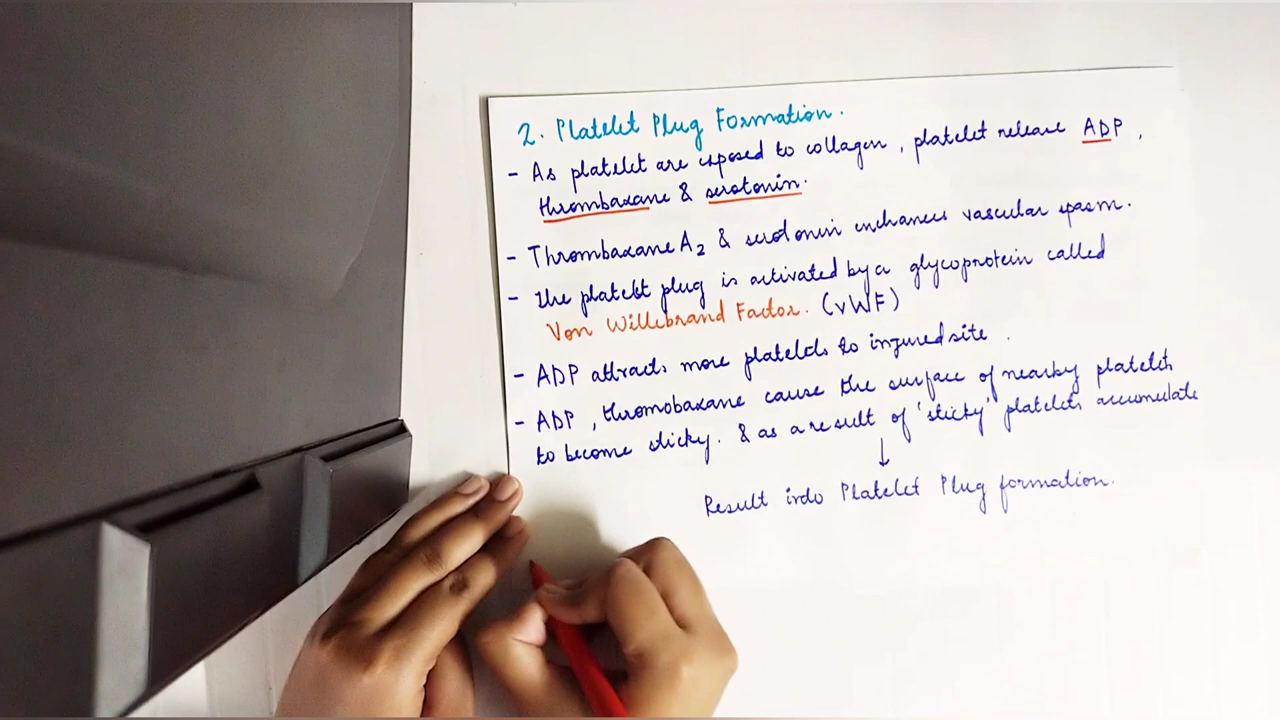 2. Platelet Plug Formation.
- As platelet are exposed to collagen, platelet release ADP,
thrombaxane & serotonin.
- Thrombaxane A2 & serotonin enchances vascular spasm.
- the platelet plug is activated by a glycoprotein called
Von Willebrand Factor. (vWF)
- ADP attracts more platelets to injured site.
- ADP, thromobaxane cause the surface of nearby platelets
to become sticky. & as a result of 'sticky' platelets accumulate
↓
Result into Platelet Plug formation.